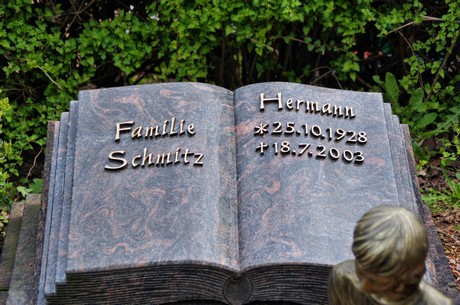 Familie
Schmitz
Hermann
* 25.10.1928
✝ 18.7.2003